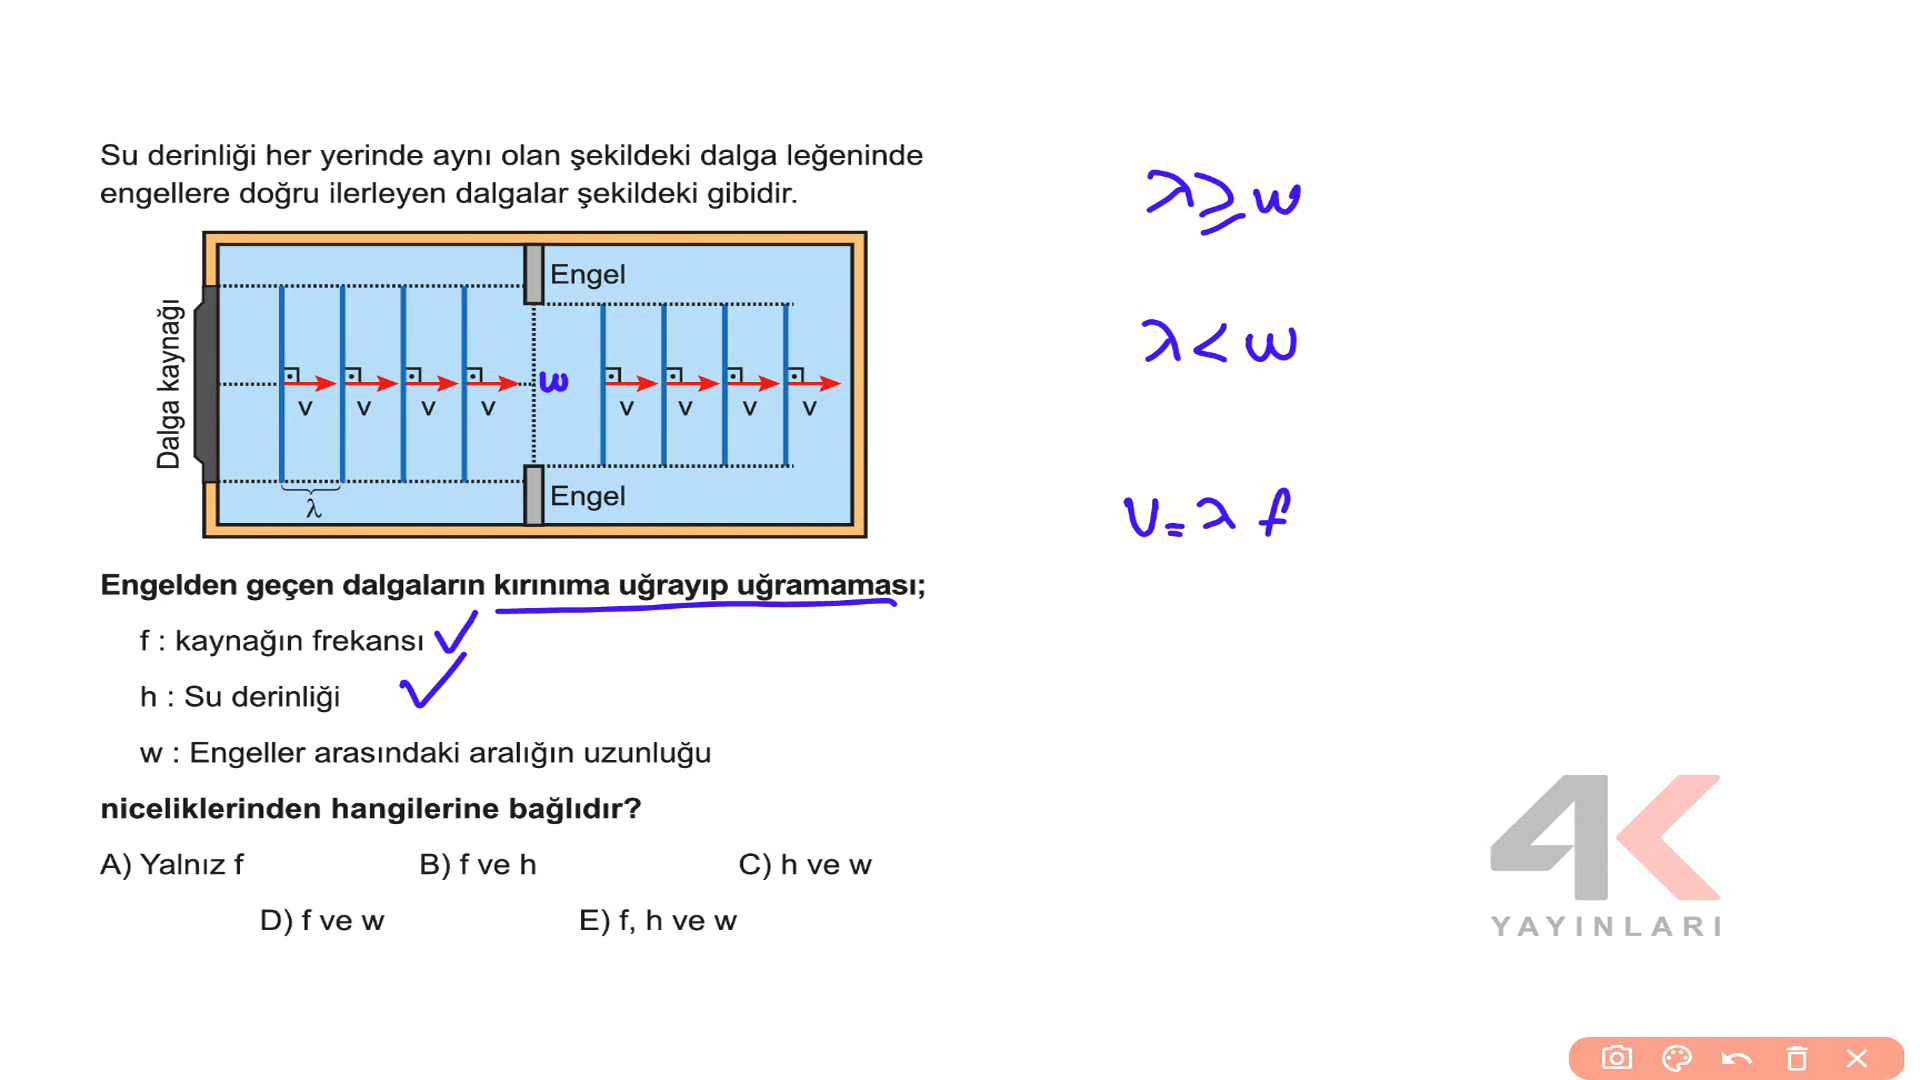 Su derinliği her yerinde aynı olan şekildeki dalga leğeninde
engellere doğru ilerleyen dalgalar şekildeki gibidir.
Engel
Dalga kaynağı
w
v v v v v v v v
λ
Engel
Engelden geçen dalgaların kırınıma uğrayıp uğramaması;
f : kaynağın frekansı
h : Su derinliği
w : Engeller arasındaki aralığın uzunluğu
niceliklerinden hangilerine bağlıdır?
A) Yalnız f B) f ve h C) h ve w
D) f ve w E) f, h ve w
λ ≥ w
λ < w
v = λ f
4K
YAYINLARI